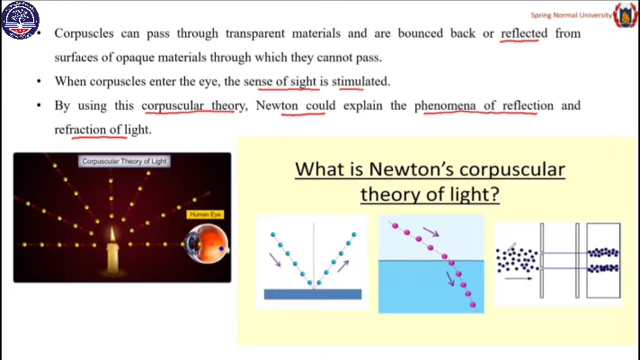 Spring Normal University
• Corpuscles can pass through transparent materials and are bounced back or reflected from
surfaces of opaque materials through which they cannot pass.
• When corpuscles enter the eye, the sense of sight is stimulated.
• By using this corpuscular theory, Newton could explain the phenomena of reflection and
refraction of light.
Corpuscular Theory of Light
Human Eye
What is Newton's corpuscular
theory of light?